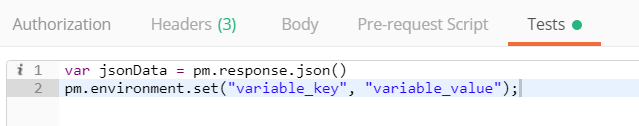 Authorization Headers (3) Body Pre-request Script Tests
i 1 var jsonData = pm.response.json()
2 pm.environment.set("variable_key", "variable_value");